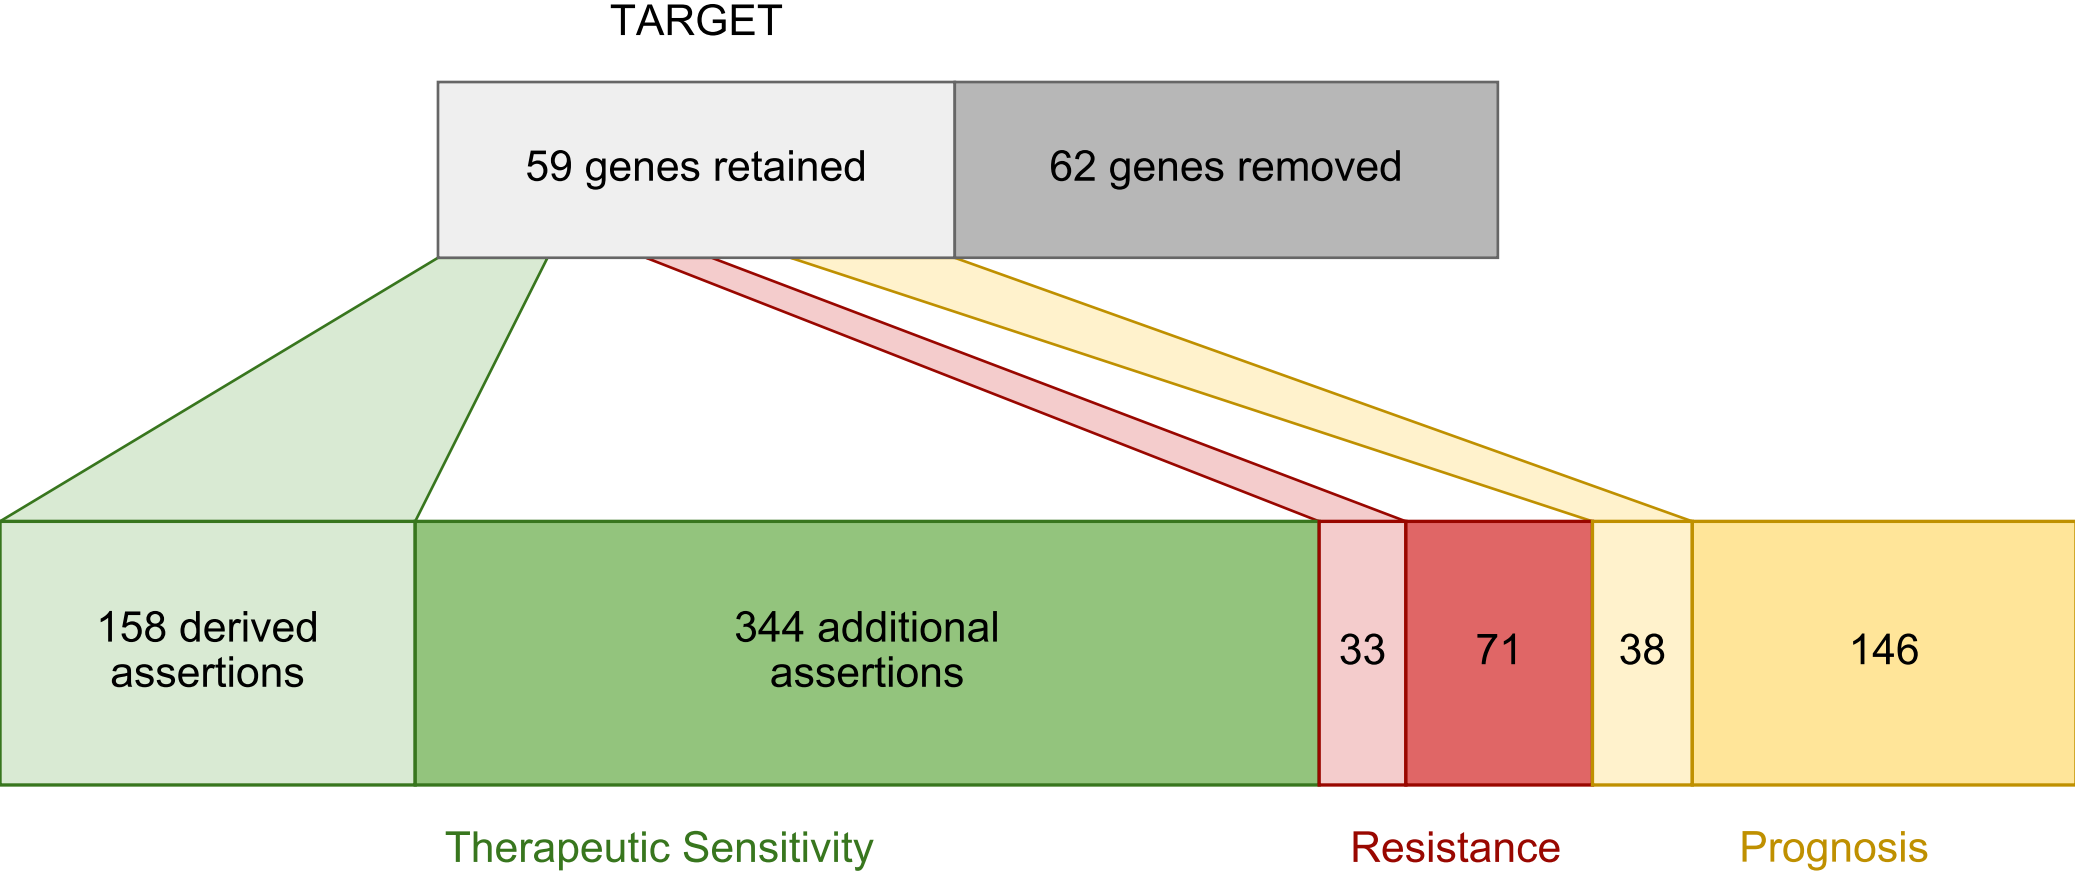 TARGET
59 genes retained
62 genes removed
158 derived
assertions
344 additional
assertions
33
71
38
146
Therapeutic Sensitivity
Resistance
Prognosis